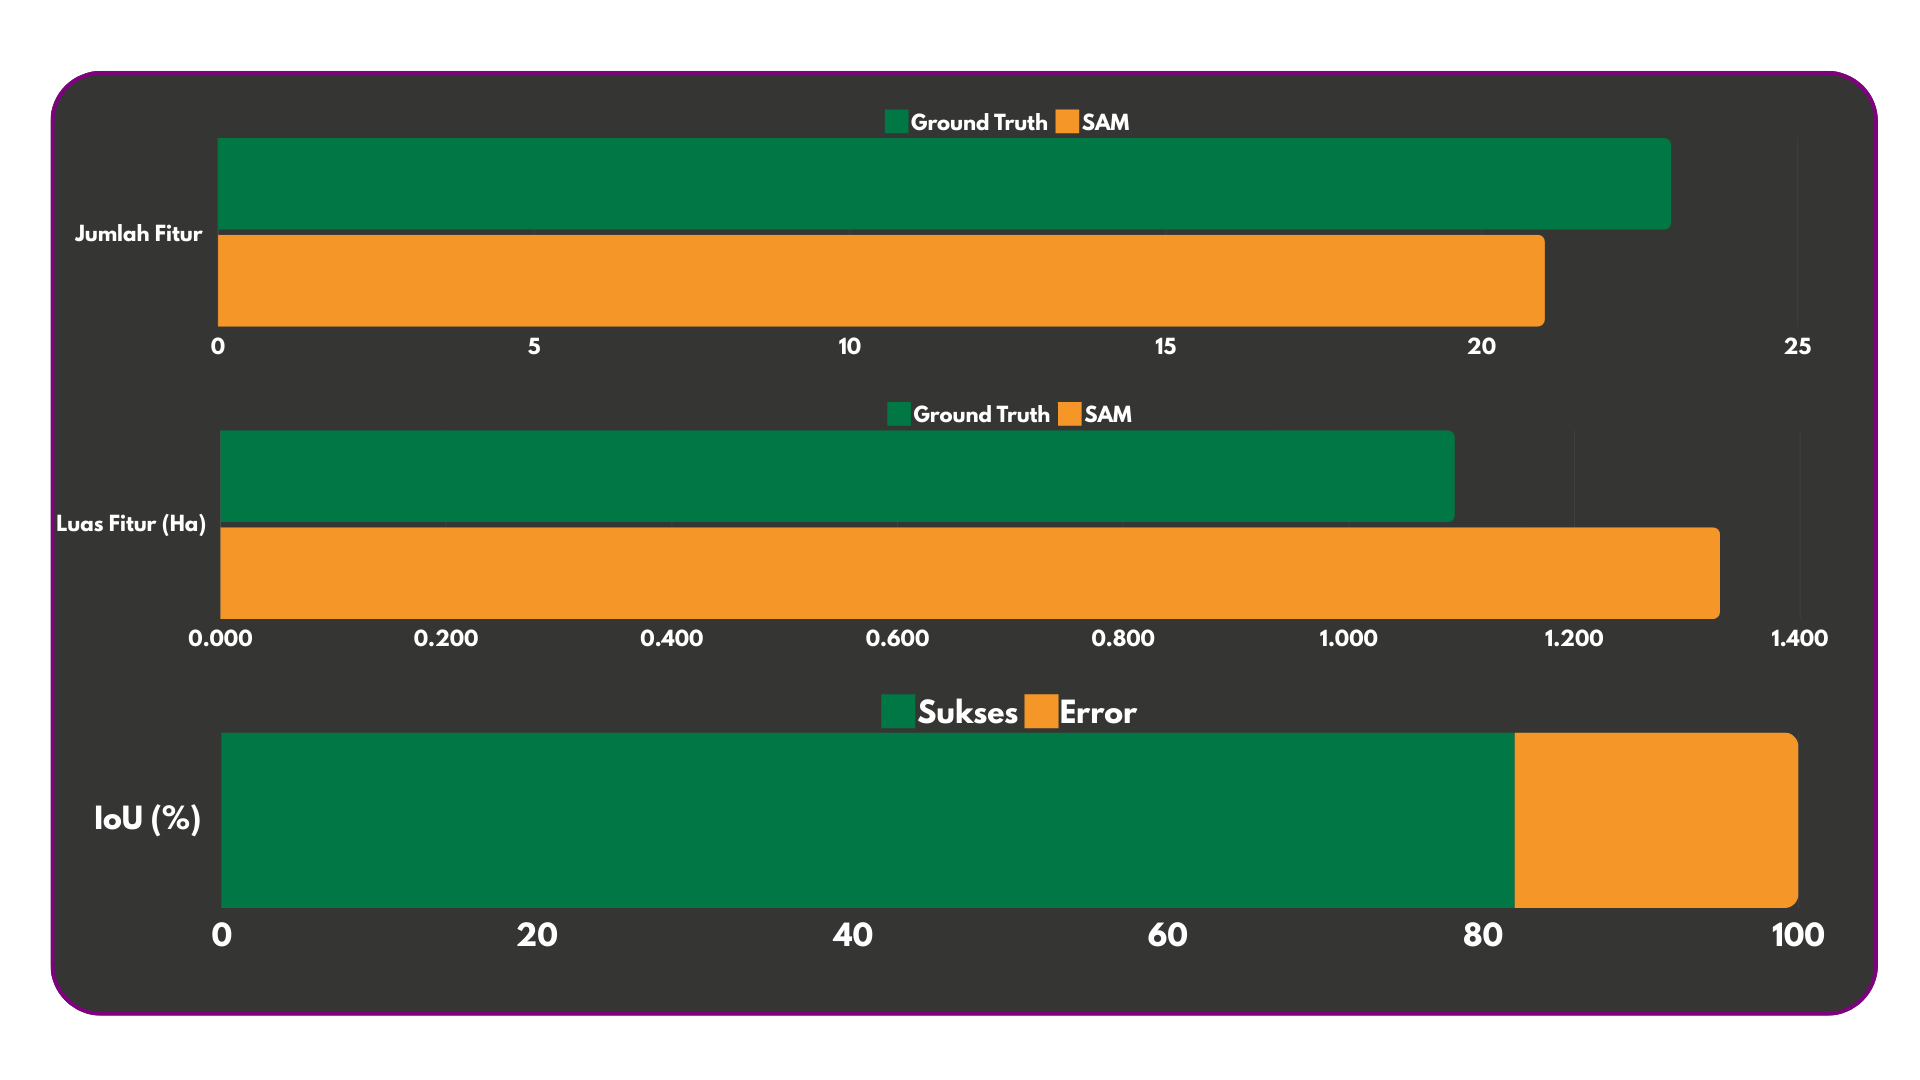 Ground Truth SAM
Jumlah Fitur
0 5 10 15 20 25
Ground Truth SAM
Luas Fitur (Ha)
0.000 0.200 0.400 0.600 0.800 1.000 1.200 1.400
Sukses Error
IoU (%)
0 20 40 60 80 100